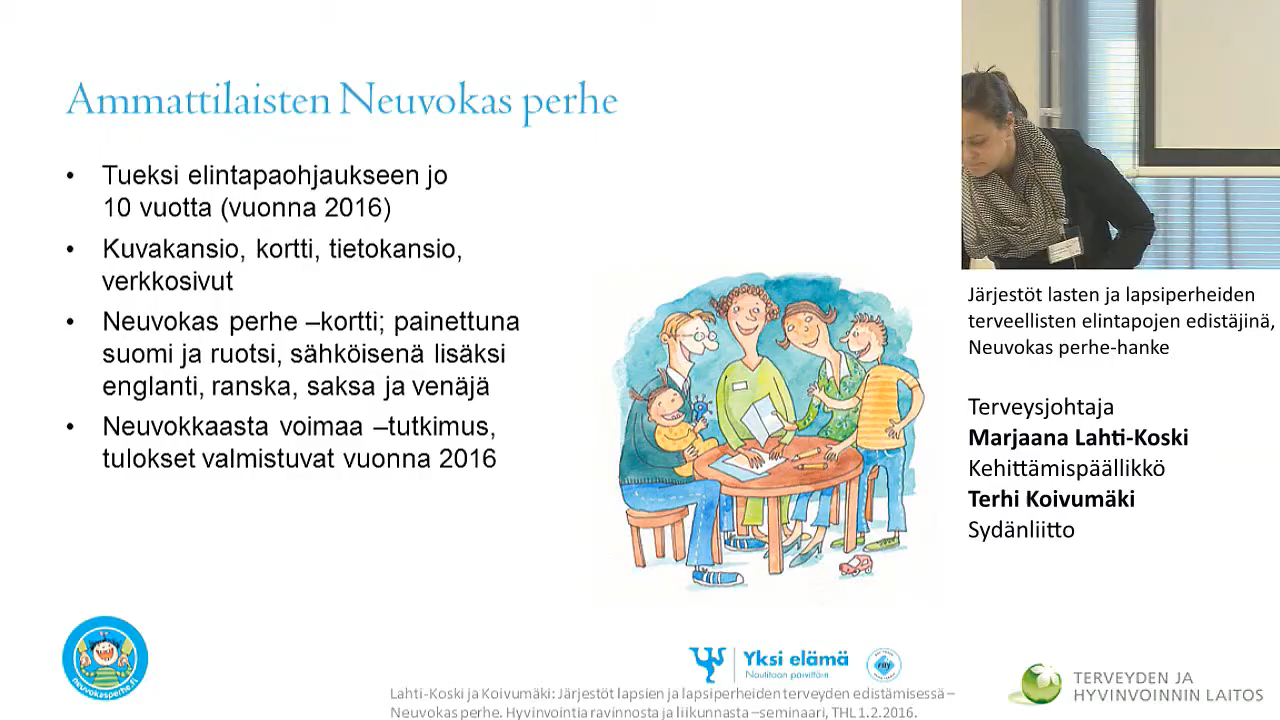 Ammattilaisten Neuvokas perhe
• Tueksi elintapaohjaukseen jo
10 vuotta (vuonna 2016)
• Kuvakansio, kortti, tietokansio,
verkkosivut
• Neuvokas perhe –kortti; painettuna
suomi ja ruotsi, sähköisenä lisäksi
englanti, ranska, saksa ja venäjä
• Neuvokkaasta voimaa –tutkimus,
tulokset valmistuvat vuonna 2016
Järjestöt lasten ja lapsiperheiden
terveellisten elintapojen edistäjinä,
Neuvokas perhe-hanke
Terveysjohtaja
Marjaana Lahti-Koski
Kehittämispäällikkö
Terhi Koivumäki
Sydänliitto
neuvokasperhe.fi
Yksi elämä
Nautitaan päivittäin
Lahti-Koski ja Koivumäki: Järjestöt lapsien ja lapsiperheiden terveyden edistämisessä –
Neuvokas perhe. Hyvinvointia ravinnosta ja liikunnasta –seminaari, THL 1.2.2016.
TERVEYDEN JA
HYVINVOINNIN LAITOS